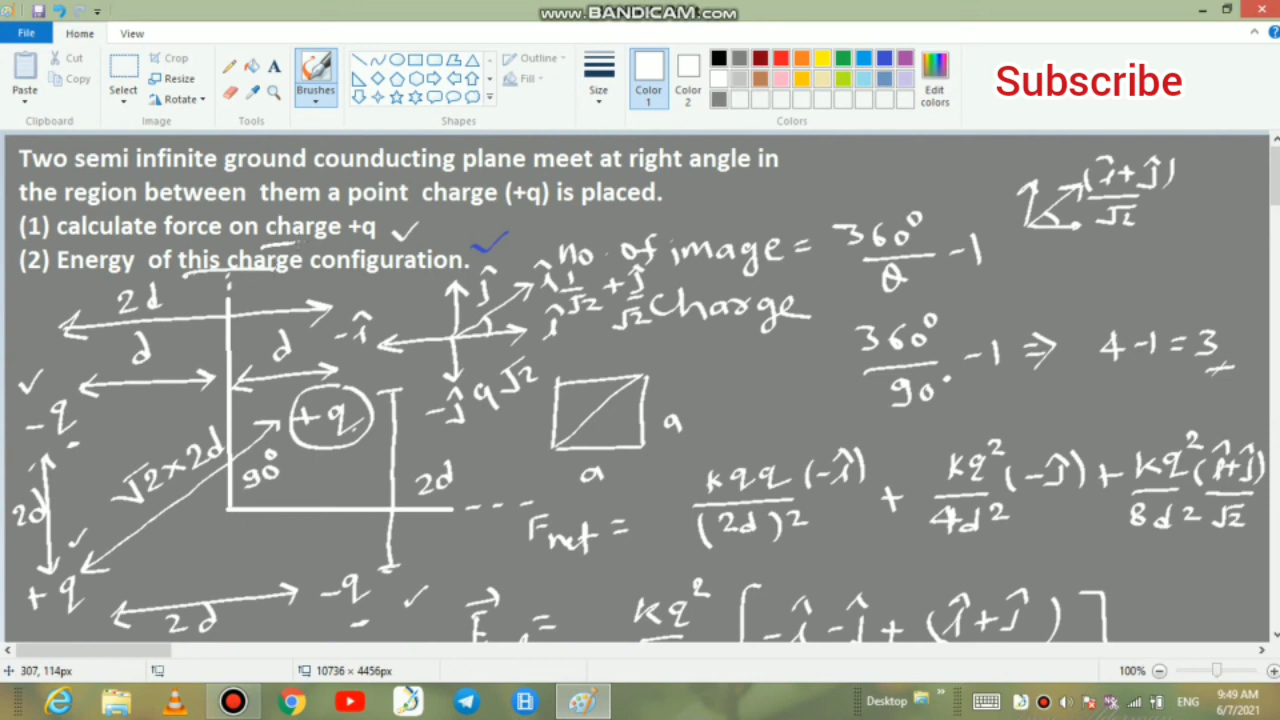 www.BANDICAM.com
File Home View
Paste
Cut
Copy
Clipboard
Select
Crop
Resize
Rotate
Image
Tools
Brushes
Shapes
Outline
Fill
Size
Color 1
Color 2
Edit colors
Colors
Subscribe
Two semi infinite ground counducting plane meet at right angle in
the region between them a point charge (+q) is placed.
(1) calculate force on charge +q ✓
(2) Energy of this charge configuration. ✓
no. of image = 360°/θ - 1
Charge
360°/90° - 1 ⇒ 4-1 = 3
(î+ĵ)/√2
2d
d
d
-î
ĵ
î 1/√2 + ĵ/√2
î
-ĵ
a√2
a
a
✓
-q
+q
90°
√2×2d
2d
2d
✓
+q
-q ✓
2d
Fnet = kqq/(2d)² (-î) + kq²/4d² (-ĵ) + kq²/8d² (î+ĵ)/√2
kq² [ -î -ĵ + (î+ĵ) ]
307, 114px
10736 × 4456px
100%
Desktop
ENG
9:49 AM
6/7/2021